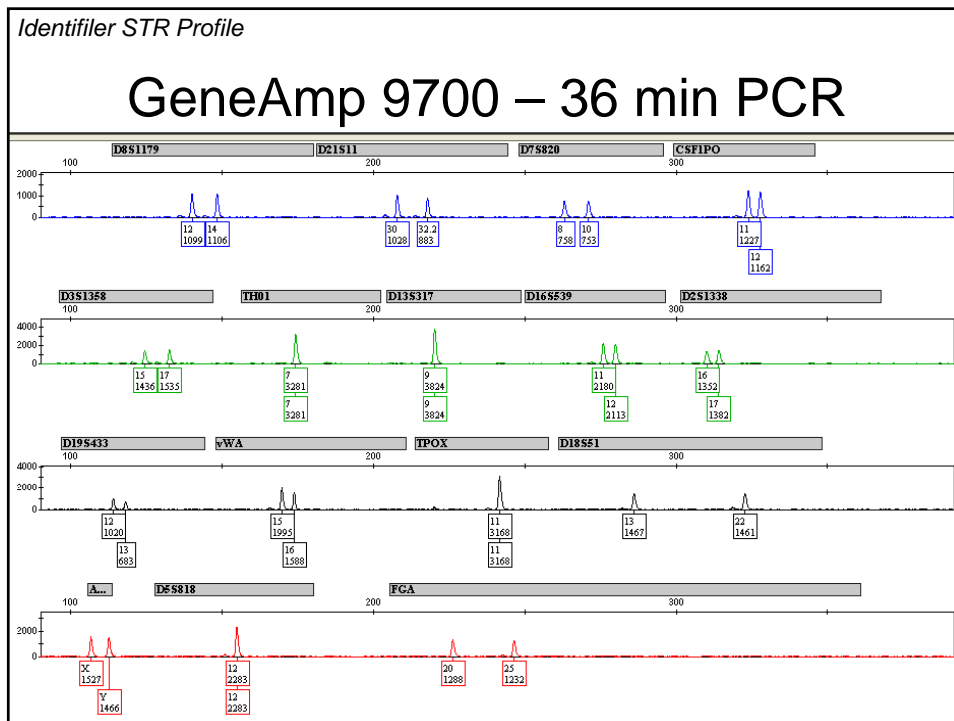 Identifiler STR Profile
GeneAmp 9700 – 36 min PCR
D8S1179 D21S11 D7S820 CSF1PO
100 200 300
2000
1000
0
12 14 30 32.2 8 10 11
1099 1106 1028 883 758 753 1227
12
1162
D3S1358 TH01 D13S317 D16S539 D2S1338
100 200 300
4000
2000
0
15 17 7 9 11 16
1436 1535 3281 3824 2180 1352
7 9 12 17
3281 3824 2113 1382
D19S433 vWA TPOX D18S51
100 200 300
4000
2000
0
12 15 11 13 22
1020 1995 3168 1467 1461
13 16 11
683 1588 3168
A... D5S818 FGA
100 200 300
2000
0
X 12 20 25
1527 2283 1288 1232
Y 12
1466 2283